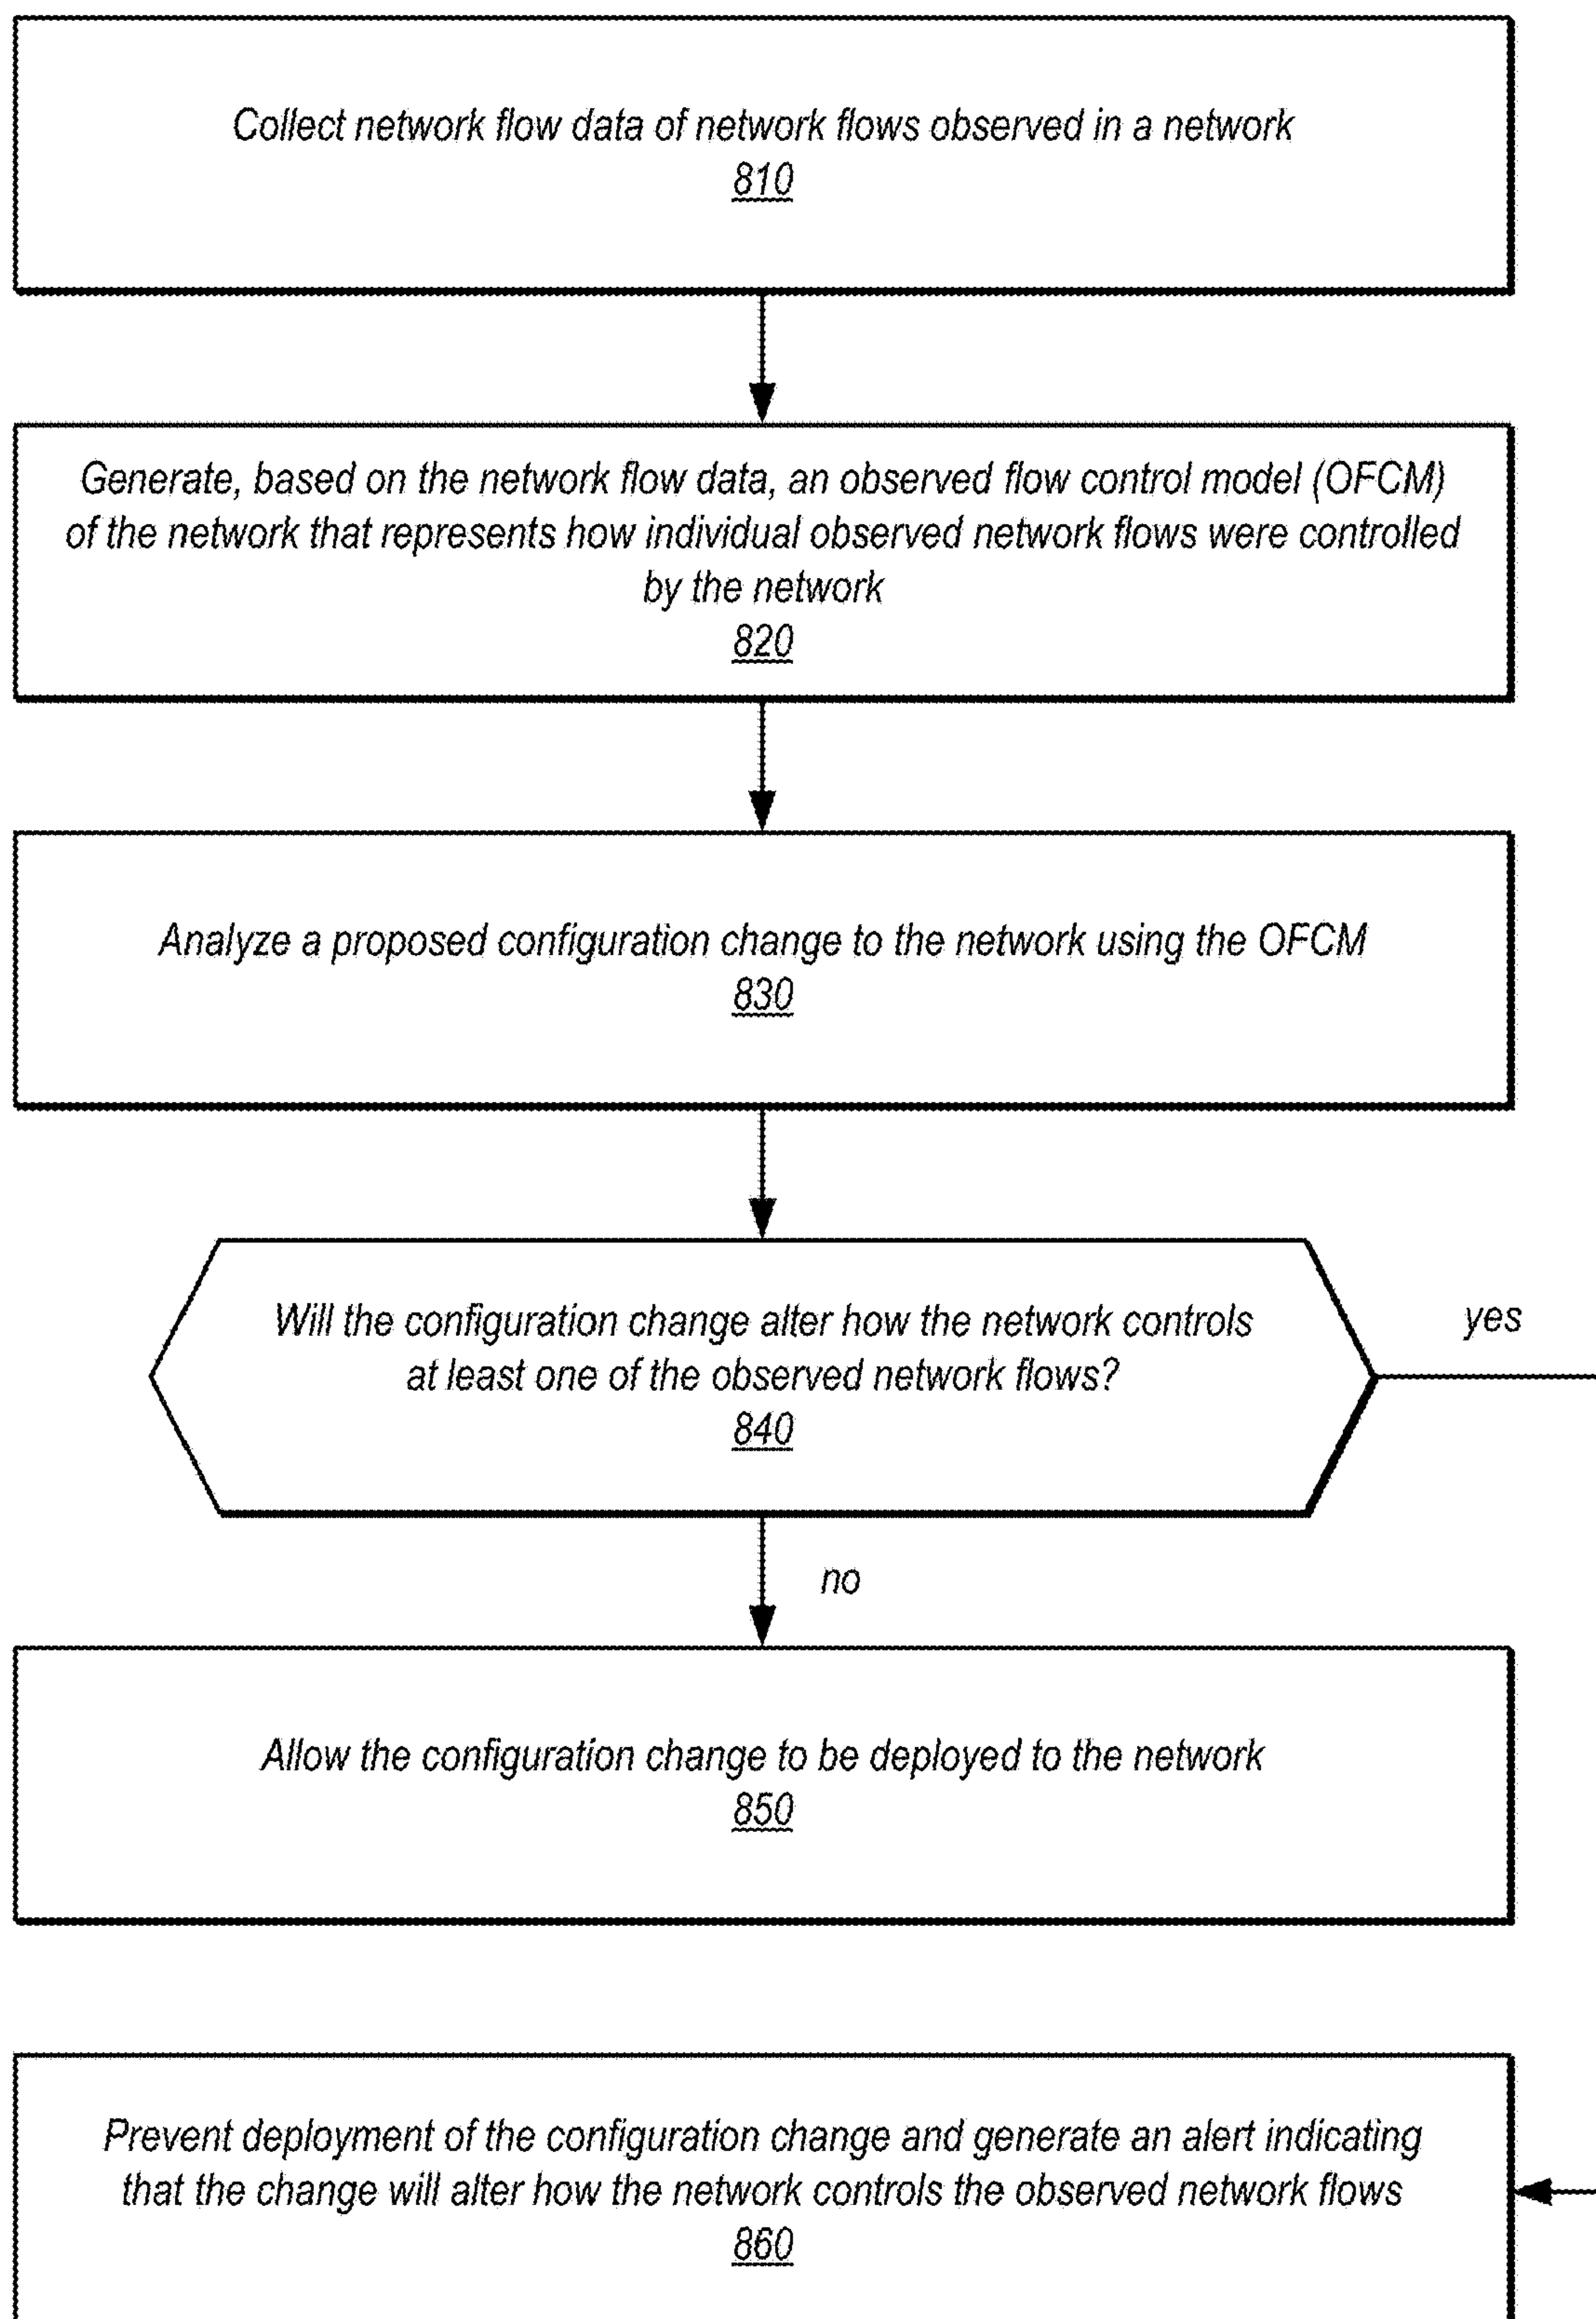 Collect network flow data of network flows observed in a network
810
Generate, based on the network flow data, an observed flow control model (OFCM)
of the network that represents how individual observed network flows were controlled
by the network
820
Analyze a proposed configuration change to the network using the OFCM
830
Will the configuration change alter how the network controls
at least one of the observed network flows?
840
yes
no
Allow the configuration change to be deployed to the network
850
Prevent deployment of the configuration change and generate an alert indicating
that the change will alter how the network controls the observed network flows
860